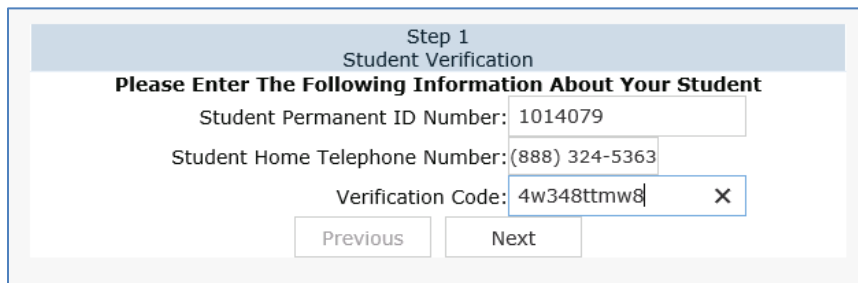 Step 1
Student Verification
Please Enter The Following Information About Your Student
Student Permanent ID Number: 1014079
Student Home Telephone Number: (888) 324-5363
Verification Code: 4w348ttmw8 ×
Previous Next